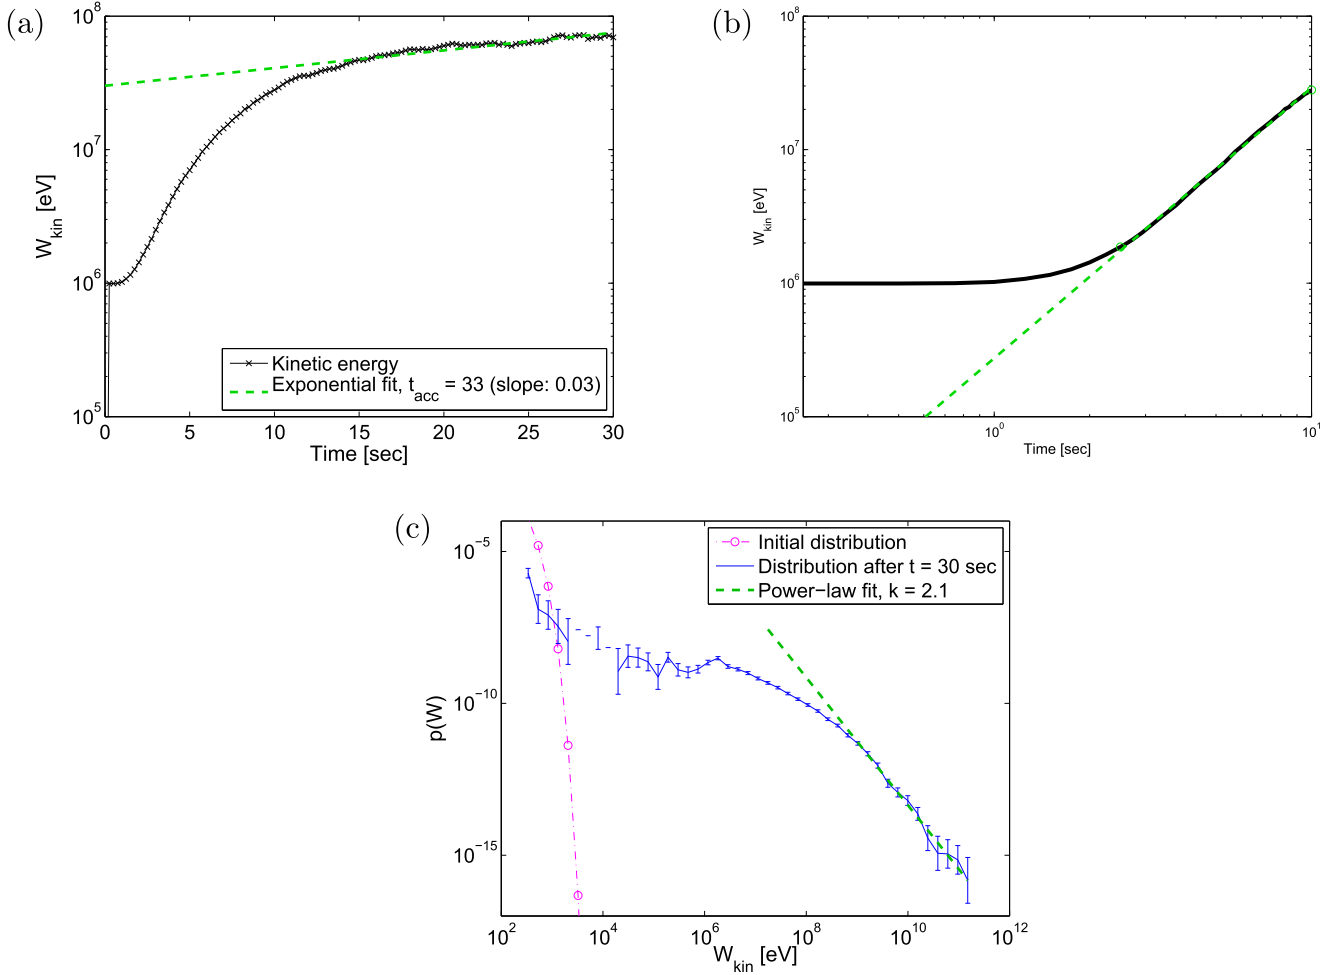 (a)
10^8
10^7
10^6
10^5
W_kin [eV]
Kinetic energy
Exponential fit, t_acc = 33 (slope: 0.03)
0 5 10 15 20 25 30
Time [sec]
(b)
10^8
10^7
10^6
10^5
W_kin [eV]
10^0 10^1
Time [sec]
(c)
10^−5
10^−10
10^−15
p(W)
Initial distribution
Distribution after t = 30 sec
Power−law fit, k = 2.1
10^2 10^4 10^6 10^8 10^10 10^12
W_kin [eV]